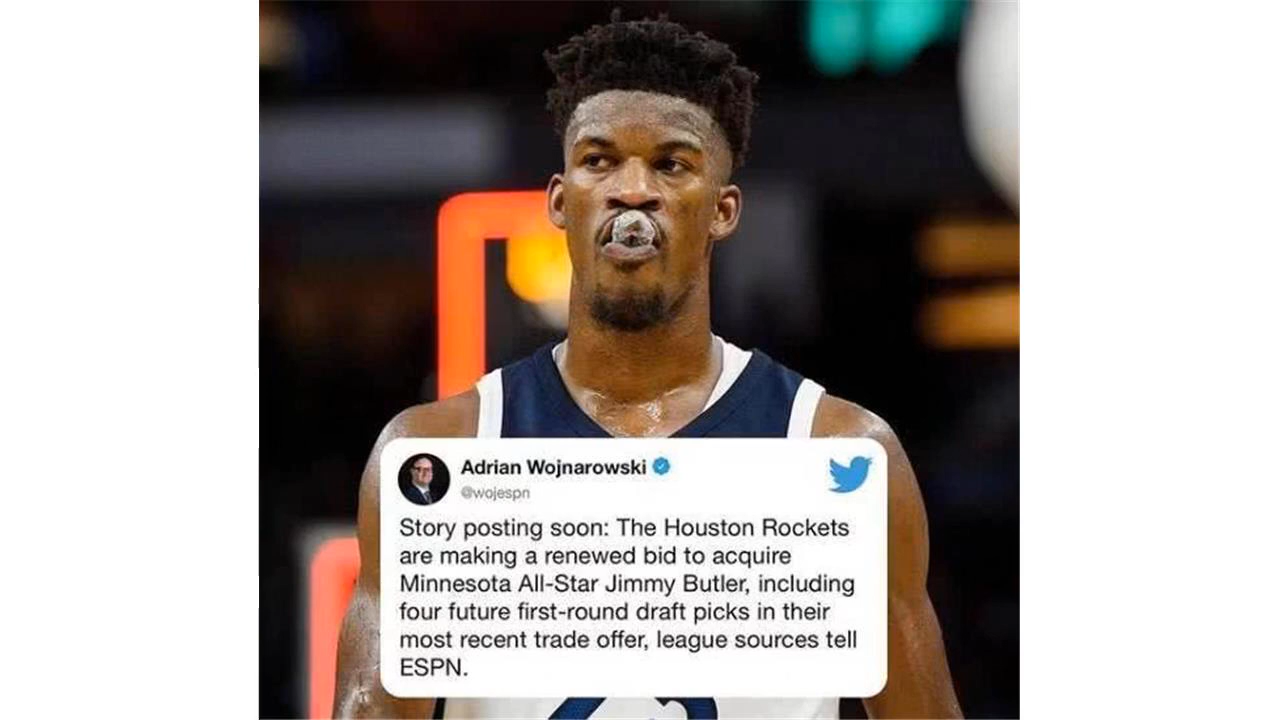 Adrian Wojnarowski
@wojespn
Story posting soon: The Houston Rockets
are making a renewed bid to acquire
Minnesota All-Star Jimmy Butler, including
four future first-round draft picks in their
most recent trade offer, league sources tell
ESPN.